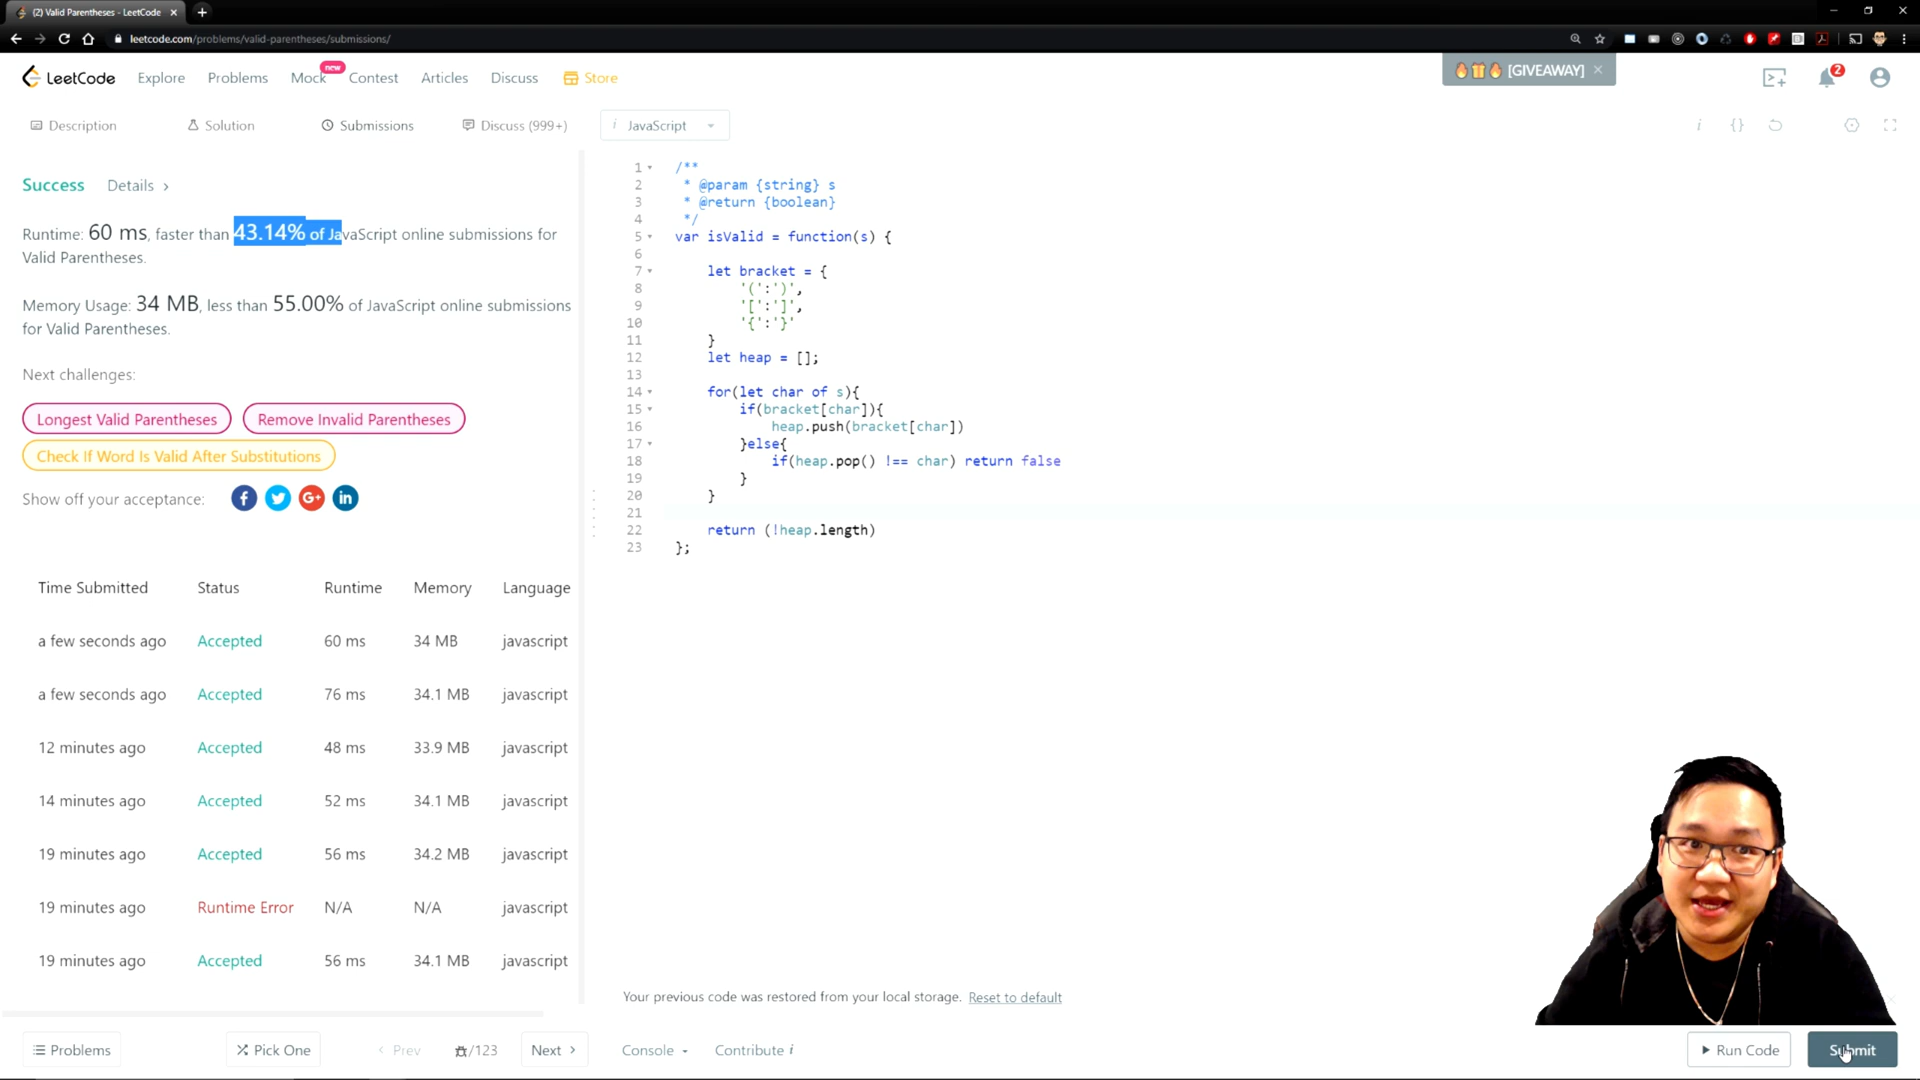 (2) Valid Parentheses - LeetCode
leetcode.com/problems/valid-parentheses/submissions/
LeetCode Explore Problems Mock new Contest Articles Discuss Store
[GIVEAWAY]
2
Description Solution Submissions Discuss (999+)
i JavaScript
Success Details
Runtime: 60 ms, faster than 43.14% of JavaScript online submissions for
Valid Parentheses.
Memory Usage: 34 MB, less than 55.00% of JavaScript online submissions
for Valid Parentheses.
Next challenges:
Longest Valid Parentheses Remove Invalid Parentheses
Check If Word Is Valid After Substitutions
Show off your acceptance:
Time Submitted Status Runtime Memory Language
a few seconds ago Accepted 60 ms 34 MB javascript
a few seconds ago Accepted 76 ms 34.1 MB javascript
12 minutes ago Accepted 48 ms 33.9 MB javascript
14 minutes ago Accepted 52 ms 34.1 MB javascript
19 minutes ago Accepted 56 ms 34.2 MB javascript
19 minutes ago Runtime Error N/A N/A javascript
19 minutes ago Accepted 56 ms 34.1 MB javascript
1 /**
2 * @param {string} s
3 * @return {boolean}
4 */
5 var isValid = function(s) {
6
7 let bracket = {
8 '(':')',
9 '[':']',
10 '{':'}'
11 }
12 let heap = [];
13
14 for(let char of s){
15 if(bracket[char]){
16 heap.push(bracket[char])
17 }else{
18 if(heap.pop() !== char) return false
19 }
20 }
21
22 return (!heap.length)
23 };
Your previous code was restored from your local storage. Reset to default
Problems Pick One Prev /123 Next Console Contribute i Run Code Submit